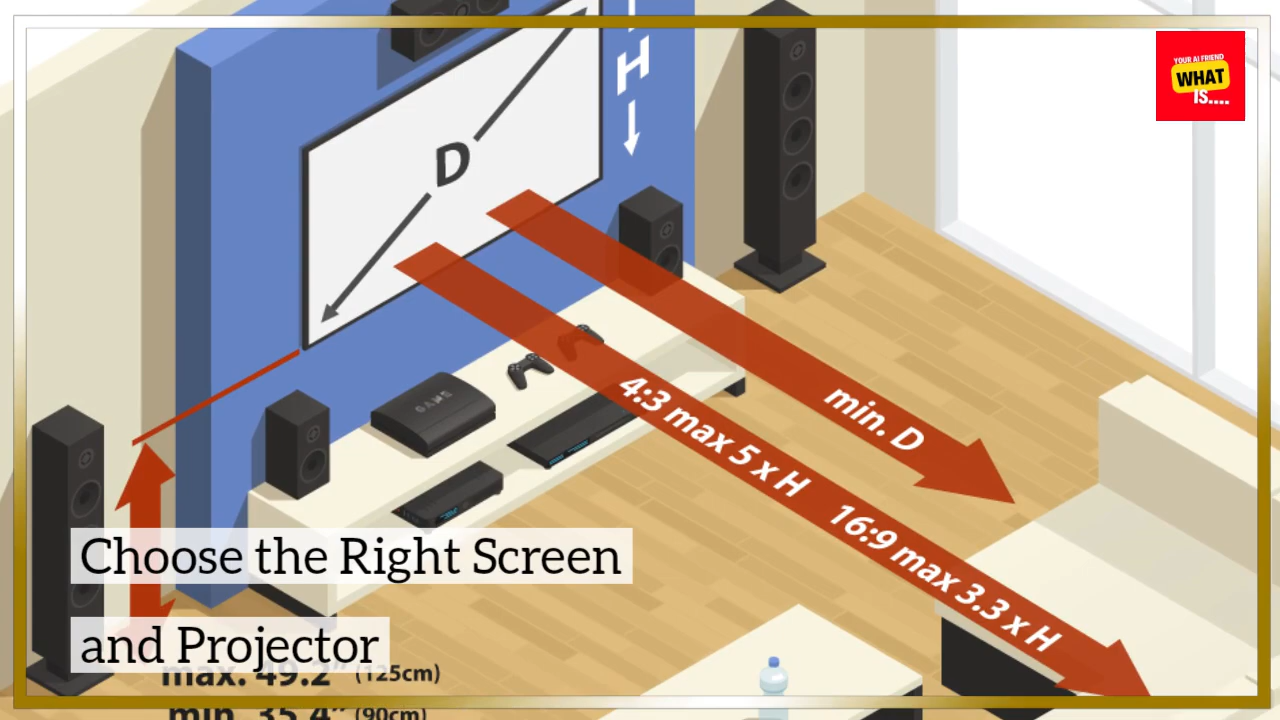 YOUR AI FRIEND
WHAT
IS....
H
D
GAME
min. D
4:3 max 5 x H 16:9 max 3.3 x H
Choose the Right Screen
and Projector
max. 49.2" (125cm)
min. 35.4" (90cm)